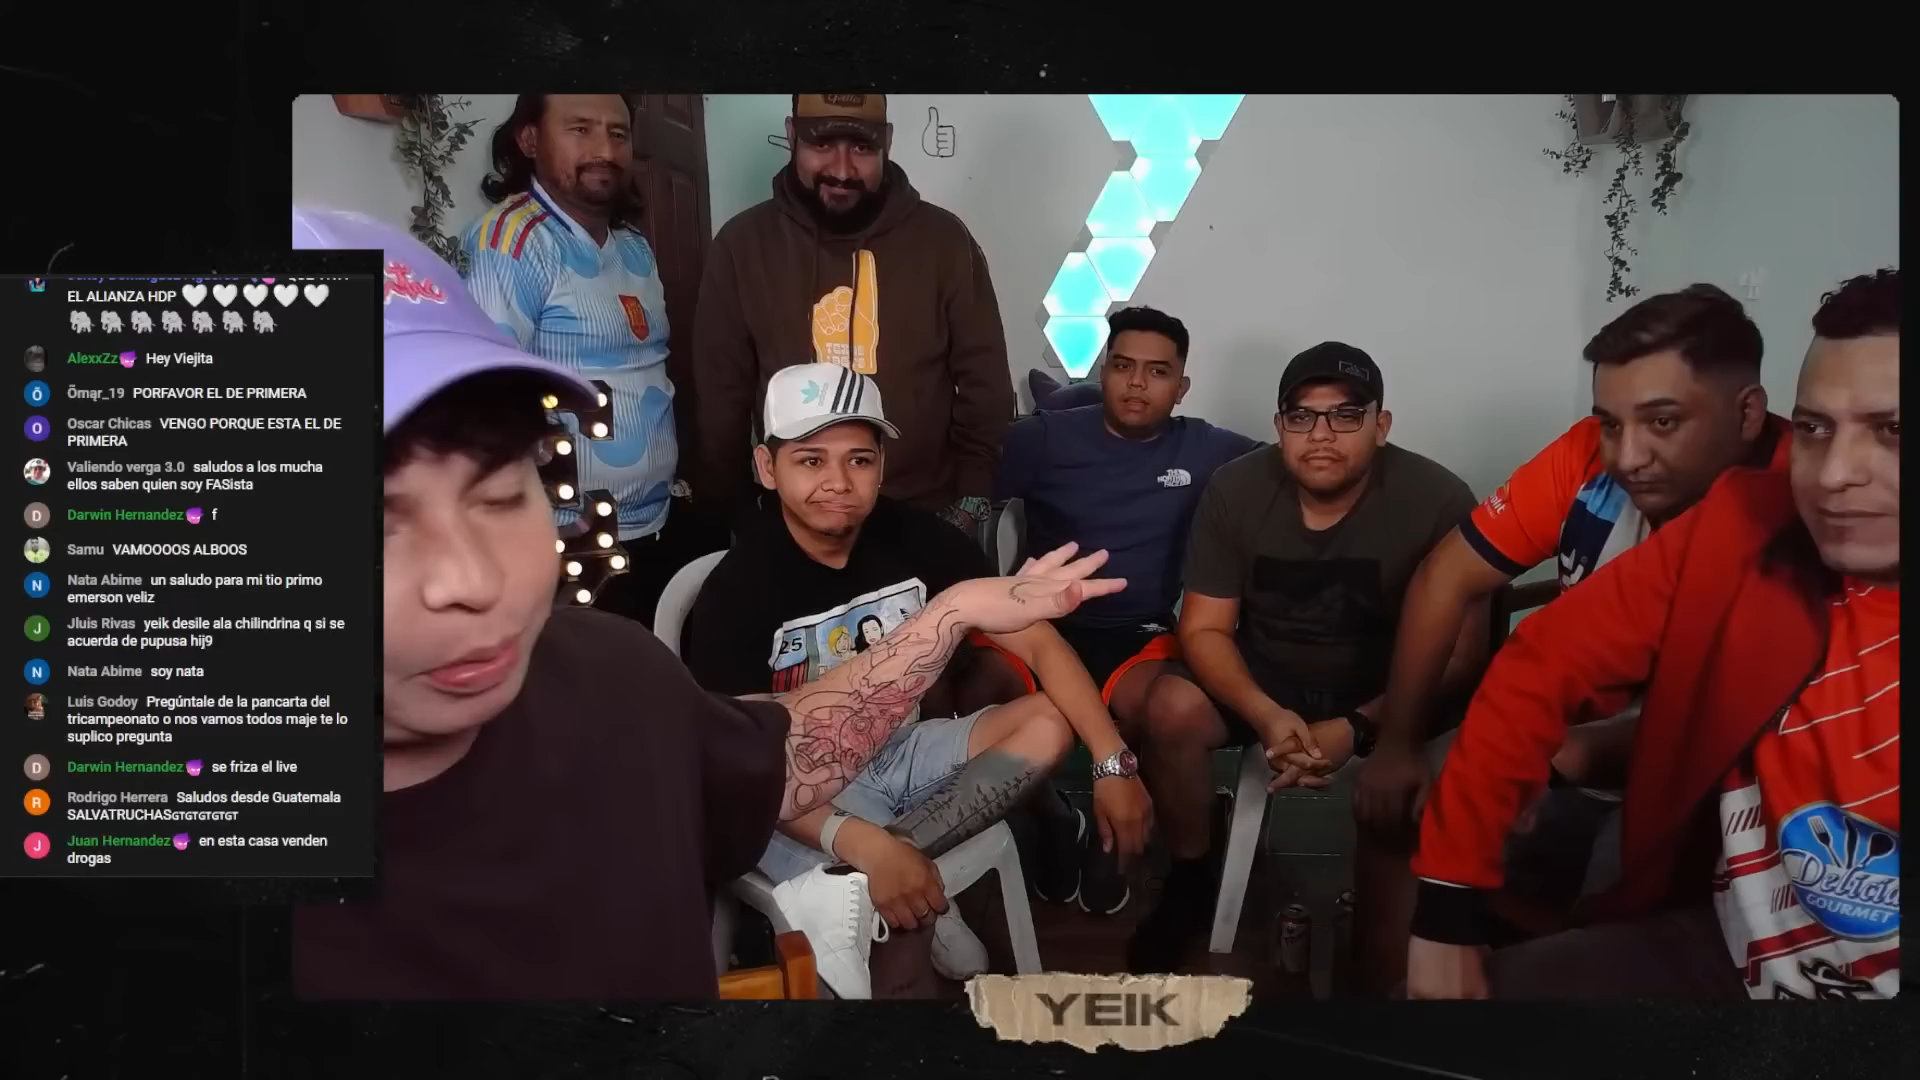 EL ALIANZA HDP
AlexxZz Hey Viejita
Õmąr_19 PORFAVOR EL DE PRIMERA
Oscar Chicas VENGO PORQUE ESTA EL DE
PRIMERA
Valiendo verga 3.0 saludos a los mucha
ellos saben quien soy FASista
Darwin Hernandez f
Samu VAMOOOOS ALBOOS
Nata Abime un saludo para mi tio primo
emerson veliz
Jluis Rivas yeik desile ala chilindrina q si se
acuerda de pupusa hij9
Nata Abime soy nata
Luis Godoy Pregúntale de la pancarta del
tricampeonato o nos vamos todos maje te lo
suplico pregunta
Darwin Hernandez se friza el live
Rodrigo Herrera Saludos desde Guatemala
SALVATRUCHASGTGTGTGTGT
Juan Hernandez en esta casa venden
drogas
THE
NORTH
FACE
25
Delicia
GOURMET
YEIK